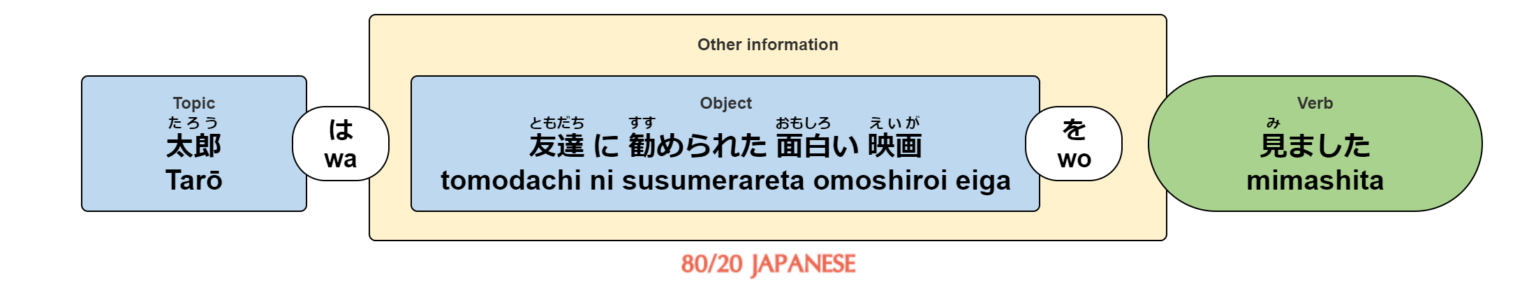 Other information
Topic
たろう
太郎
Tarō
は
wa
Object
ともだち すす おもしろ えいが
友達 に 勧められた 面白い 映画
tomodachi ni susumerareta omoshiroi eiga
を
wo
Verb
み
見ました
mimashita
80/20 JAPANESE